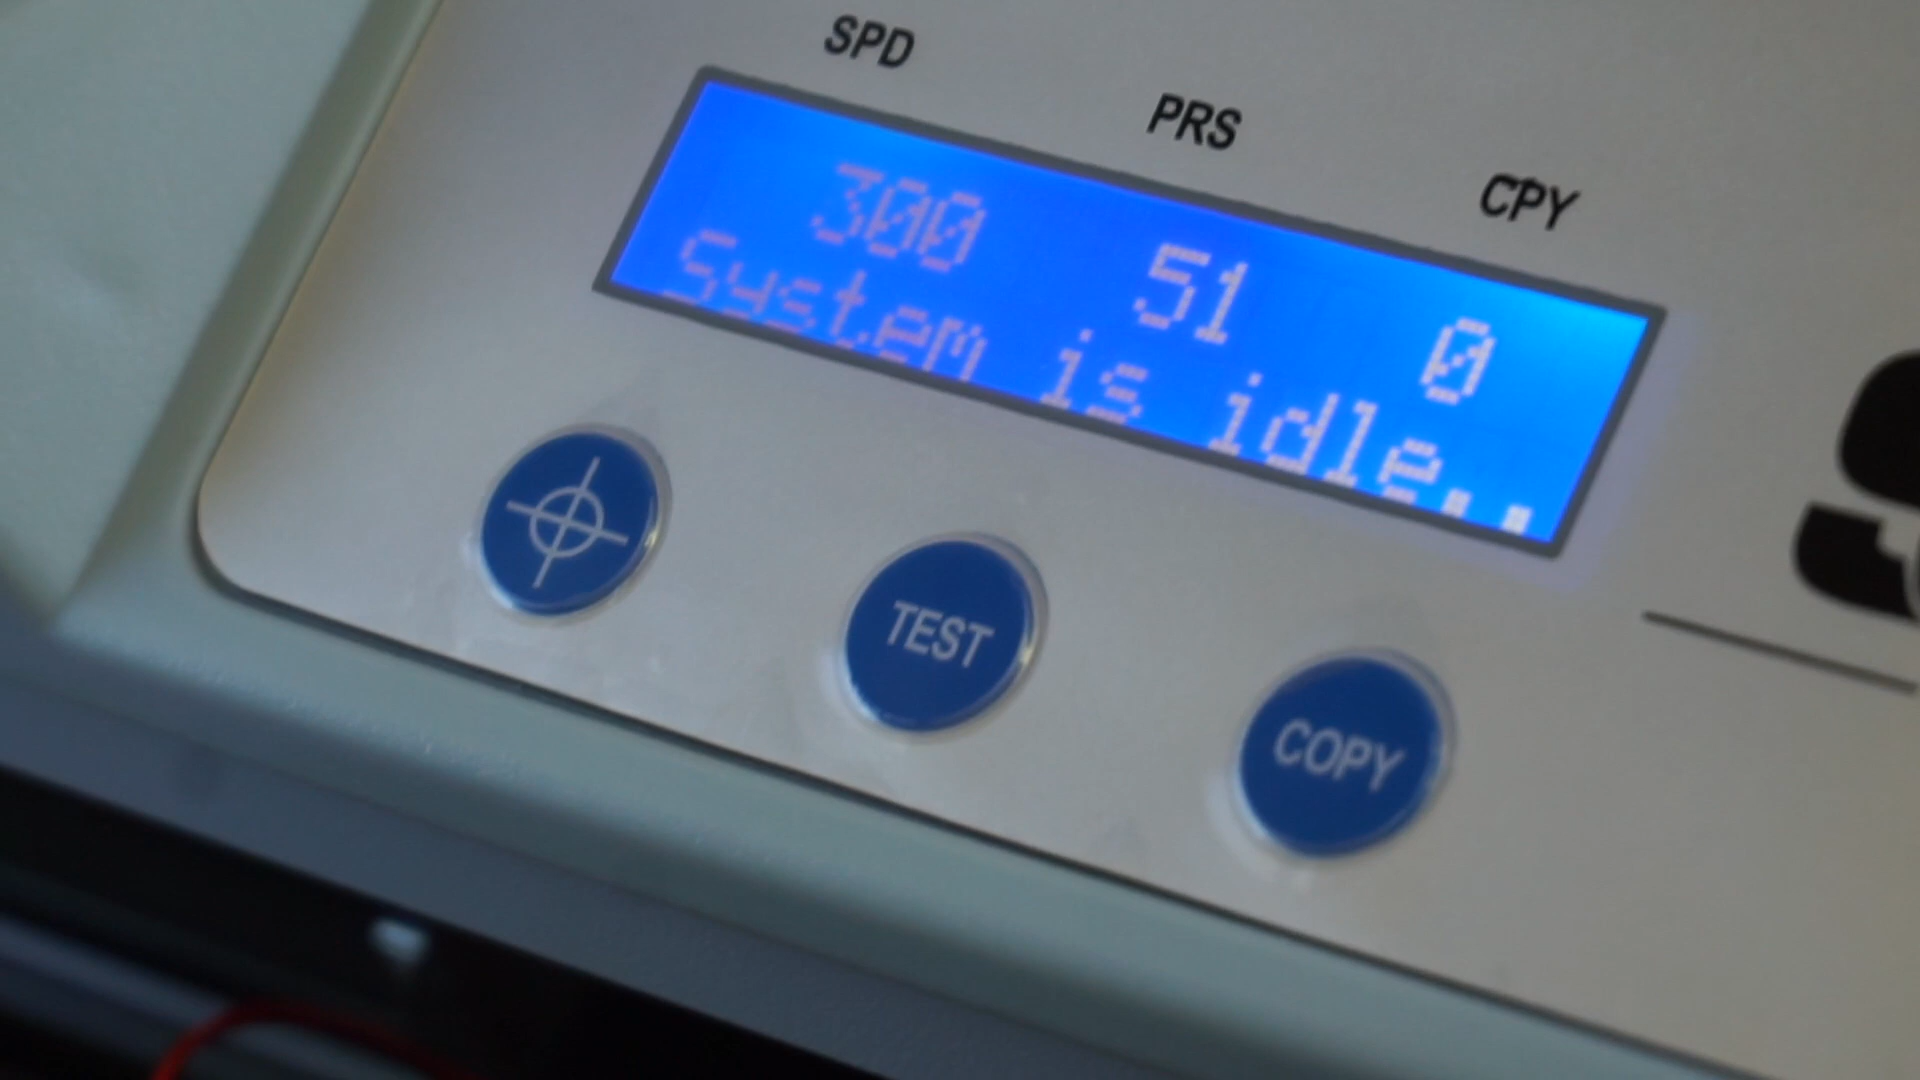 SPD PRS CPY
300 51 0
System is idle..
TEST
COPY